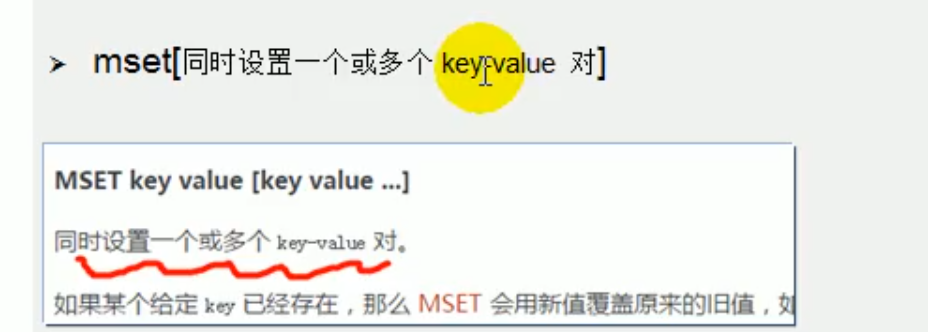 ➢ mset[同时设置一个或多个 key-value 对]
MSET key value [key value ...]
同时设置一个或多个 key-value 对。
如果某个给定 key 已经存在，那么 MSET 会用新值覆盖原来的旧值，如